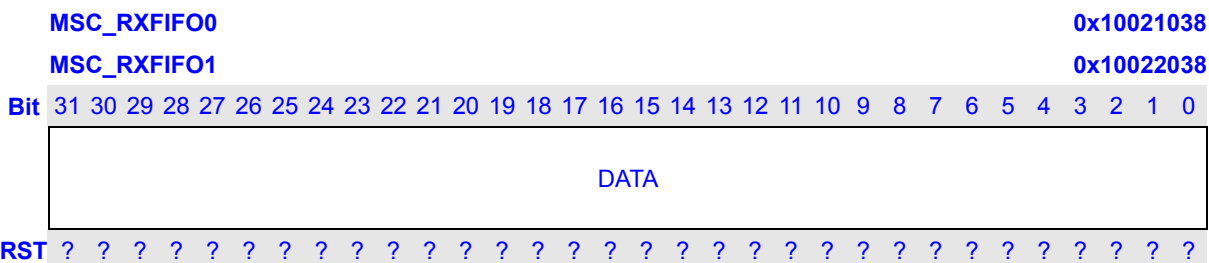 MSC_RXFIFO0 0x10021038
MSC_RXFIFO1 0x10022038
Bit 31 30 29 28 27 26 25 24 23 22 21 20 19 18 17 16 15 14 13 12 11 10 9 8 7 6 5 4 3 2 1 0
DATA
RST ? ? ? ? ? ? ? ? ? ? ? ? ? ? ? ? ? ? ? ? ? ? ? ? ? ? ? ? ? ? ? ?